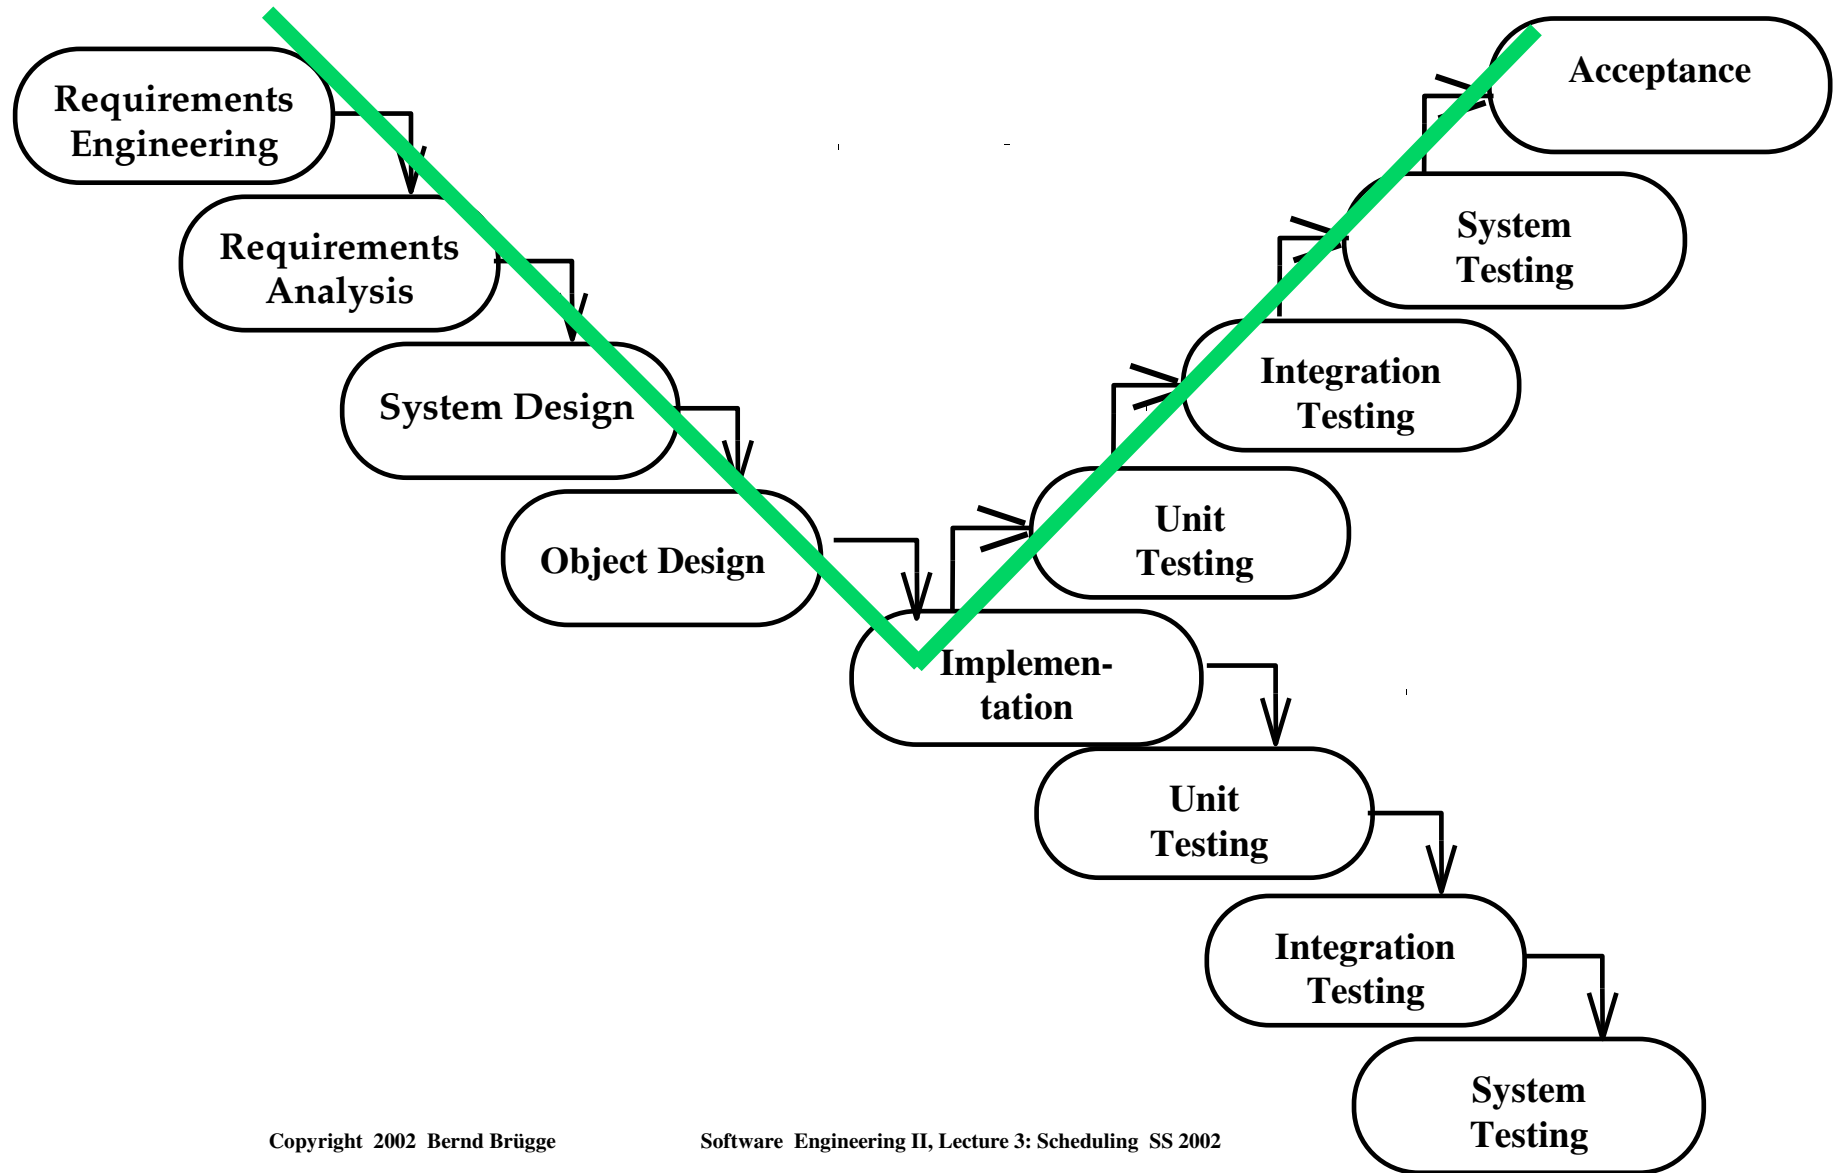 Requirements
Engineering
Requirements
Analysis
System Design
Object Design
Implemen-
tation
Acceptance
System
Testing
Integration
Testing
Unit
Testing
Unit
Testing
Integration
Testing
System
Testing
Copyright 2002 Bernd Brügge
Software Engineering II, Lecture 3: Scheduling SS 2002